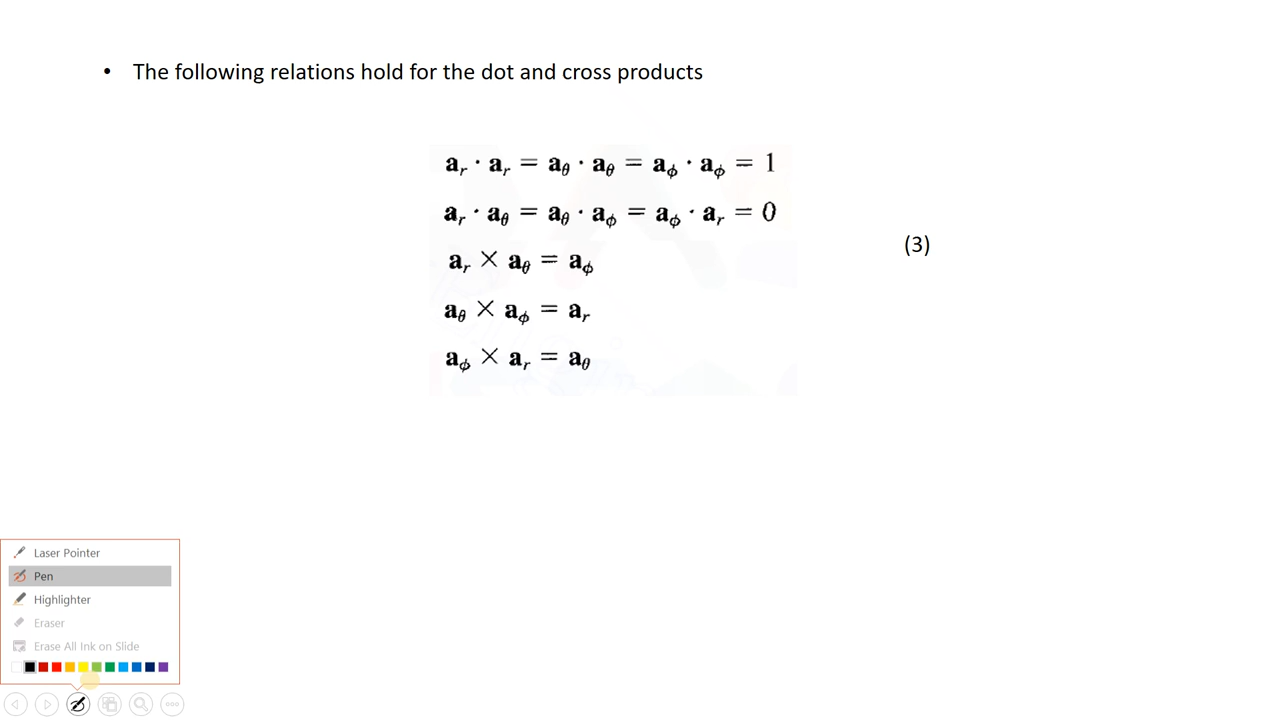 • The following relations hold for the dot and cross products
a_r · a_r = a_θ · a_θ = a_ϕ · a_ϕ = 1
a_r · a_θ = a_θ · a_ϕ = a_ϕ · a_r = 0
(3)
a_r × a_θ = a_ϕ
a_θ × a_ϕ = a_r
a_ϕ × a_r = a_θ
Laser Pointer
Pen
Highlighter
Eraser
Erase All Ink on Slide